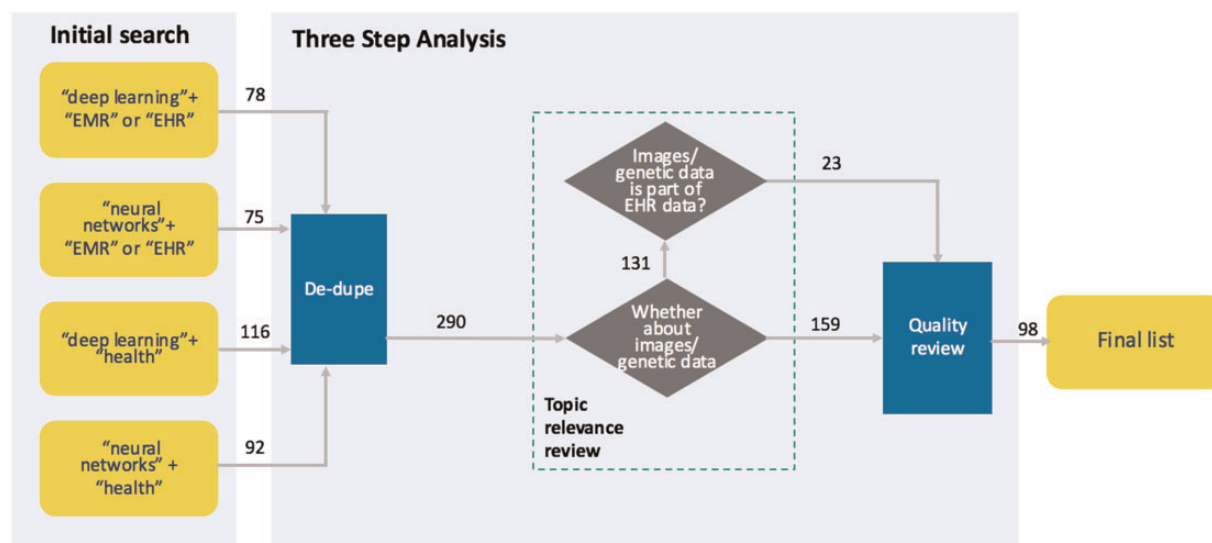 Initial search
Three Step Analysis
“deep learning”+
“EMR” or “EHR”
78
“neural
networks”+
“EMR” or “EHR”
75
“deep learning”+
“health”
116
“neural
networks” +
“health”
92
De-dupe
290
Images/
genetic data
is part of
EHR data?
23
131
Whether
about
images/
genetic data
159
Topic
relevance
review
Quality
review
98
Final list